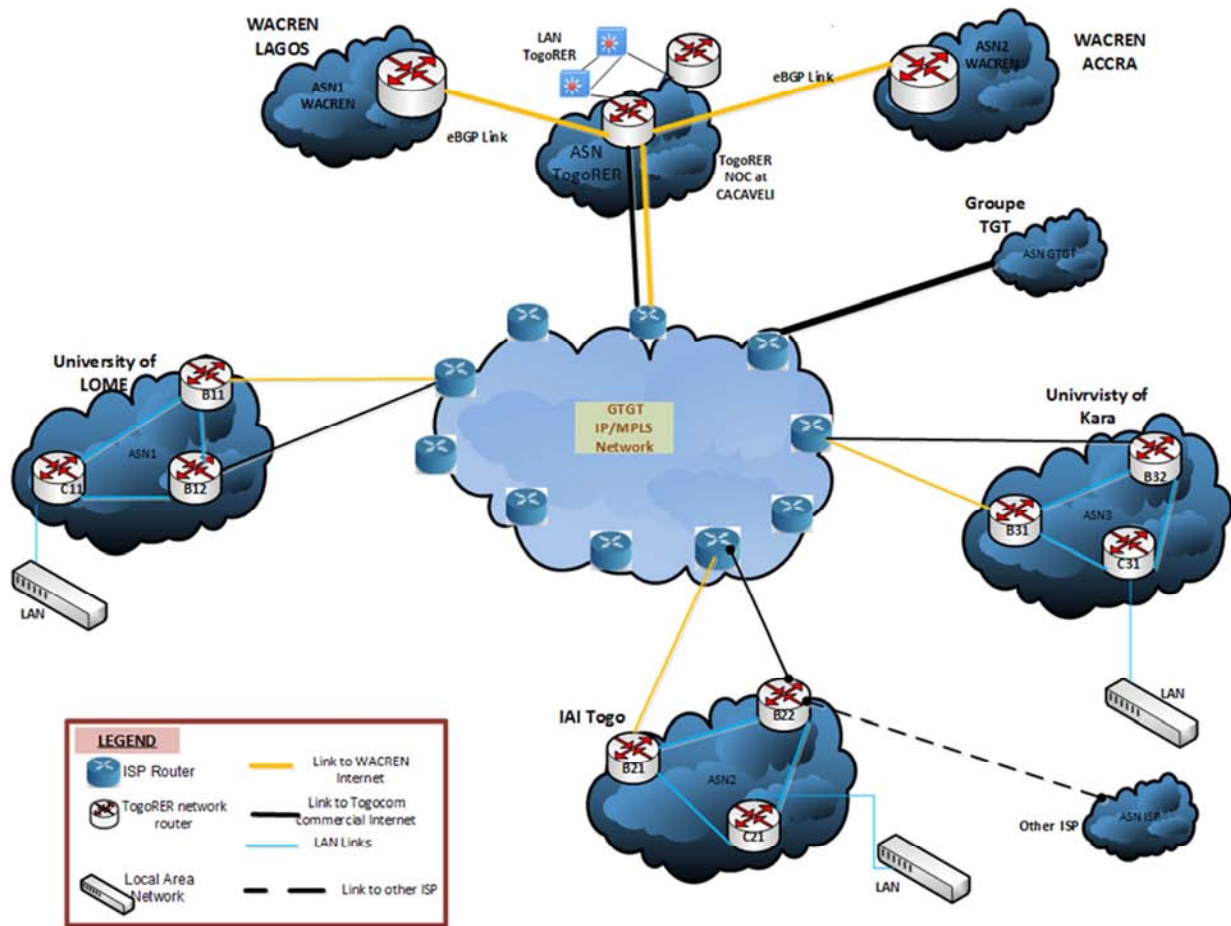 WACREN
LAGOS
LAN
TogoRER
ASN1
WACREN
eBGP Link
eBGP Link
ASN2
WACREN
WACREN
ACCRA
ASN
TogoRER
TogoRER
NOC at
CACAVELI
Groupe
TGT
ASN GTGT
University of
LOME
B11
ASN1
C11
B12
LAN
GTGT
IP/MPLS
Network
Univrvisty of
Kara
B32
ASN3
B31
C31
LAN
IAI Togo
B22
B21
ASN2
C21
LAN
Other ISP
ASN ISP
LEGEND
ISP Router
Link to WACREN
Internet
TogoRER network
router
Link to Togocom
commercial Internet
LAN Links
Local Area
Network
Link to other ISP